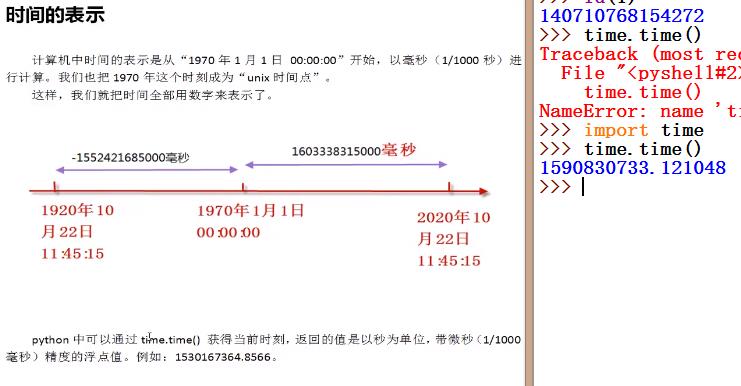 时间的表示
计算机中时间的表示是从“1970 年 1 月 1 日 00:00:00”开始，以毫秒（1/1000 秒）进
行计算。我们也把 1970 年这个时刻成为“unix 时间点”。
这样，我们就把时间全部用数字来表示了。
-1552421685000毫秒
1603338315000毫秒
1920年10
月22日
11:45:15
1970年1月1日
00:00:00
2020年10
月22日
11:45:15
python 中可以通过 time.time() 获得当前时刻，返回的值是以秒为单位，带微秒（1/1000
毫秒）精度的浮点值。例如：1530167364.8566。
140710768154272
>>> time.time()
Traceback (most rec
File "<pyshell#2>
time.time()
NameError: name 'ti
>>> import time
>>> time.time()
1590830733.121048
>>>